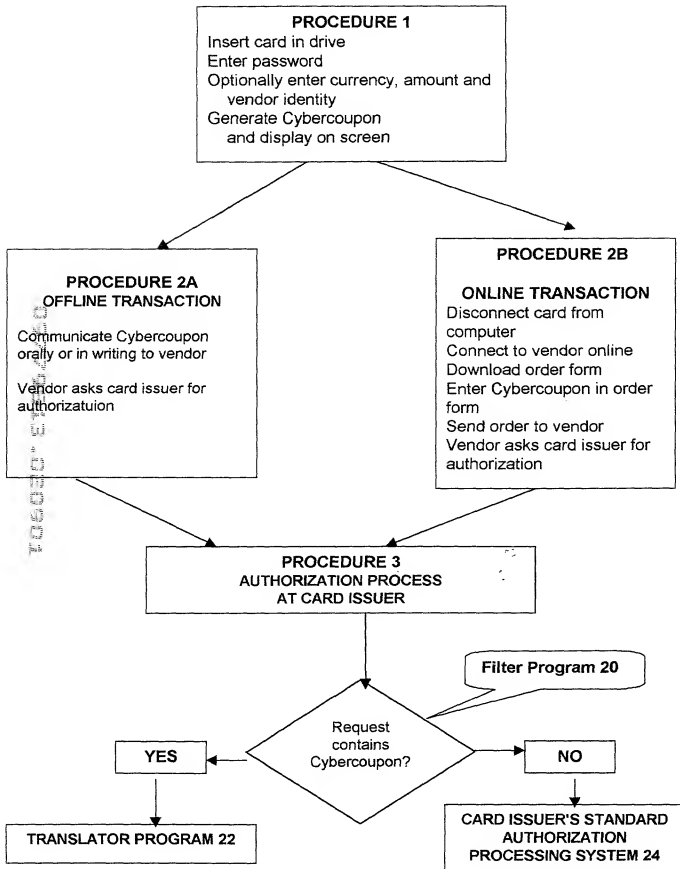 PROCEDURE 1
Insert card in drive
Enter password
Optionally enter currency, amount and
vendor identity
Generate Cybercoupon
and display on screen
PROCEDURE 2A
OFFLINE TRANSACTION
Communicate Cybercoupon
orally or in writing to vendor
Vendor asks card issuer for
authorizatuion
PROCEDURE 2B
ONLINE TRANSACTION
Disconnect card from
computer
Connect to vendor online
Download order form
Enter Cybercoupon in order
form
Send order to vendor
Vendor asks card issuer for
authorization
PROCEDURE 3
AUTHORIZATION PROCESS
AT CARD ISSUER
Filter Program 20
Request
contains
Cybercoupon?
YES
NO
TRANSLATOR PROGRAM 22
CARD ISSUER'S STANDARD
AUTHORIZATION
PROCESSING SYSTEM 24